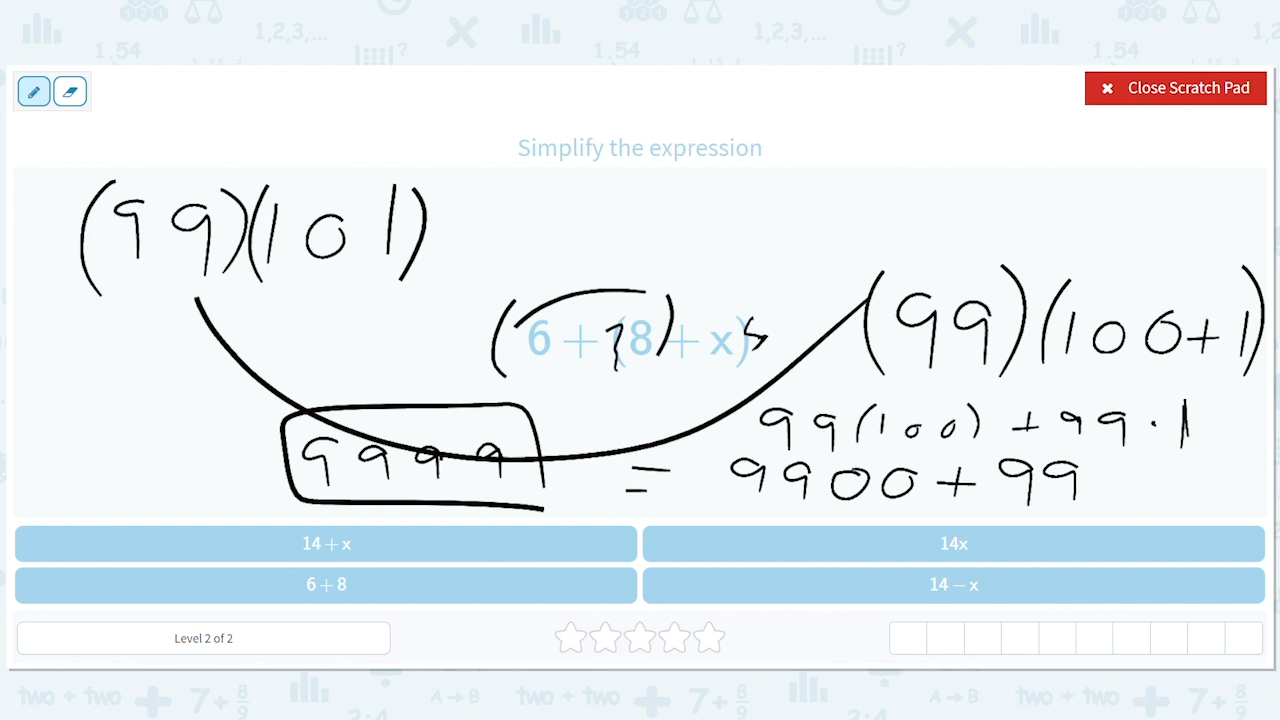 Close Scratch Pad
Simplify the expression
(99)(101)
6 + (8 + x)
(99)(100+1)
99(100) + 99 · 1
9999 = 9900 + 99
14 + x
14x
6 + 8
14 − x
Level 2 of 2